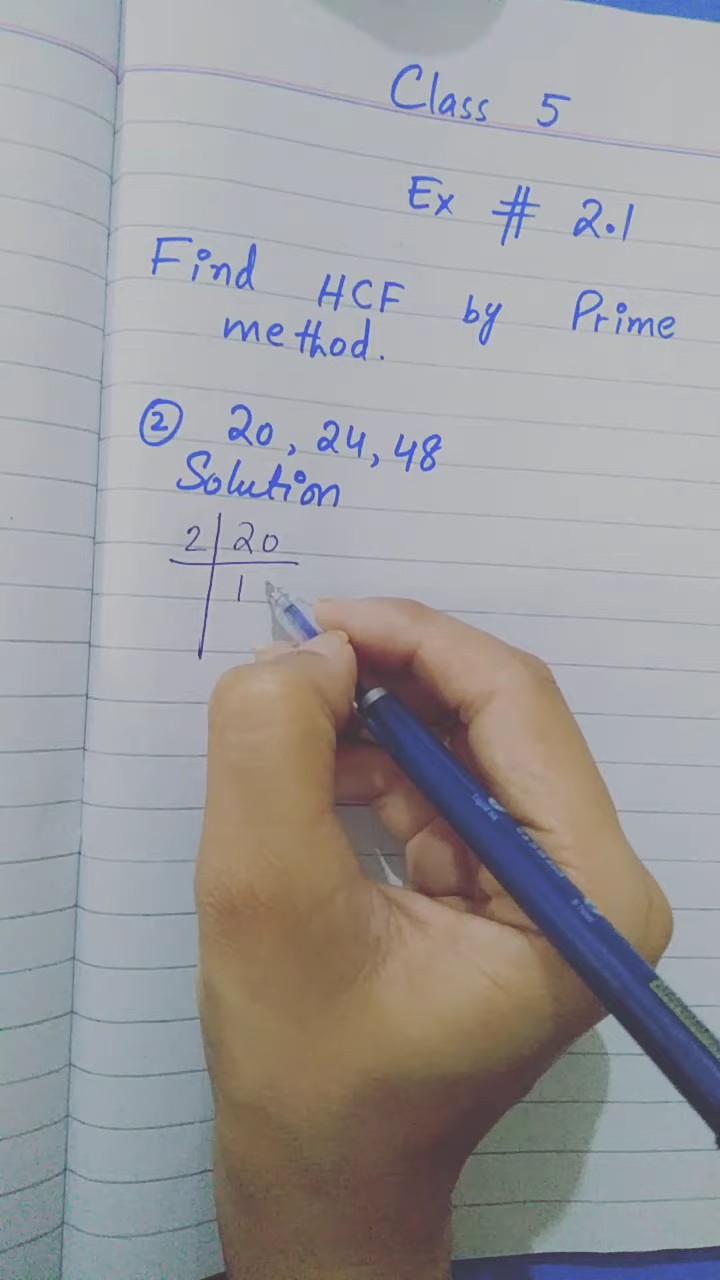 Class 5
Ex # 2.1
Find HCF by Prime
method.
② 20, 24, 48
Solution
2 20
1